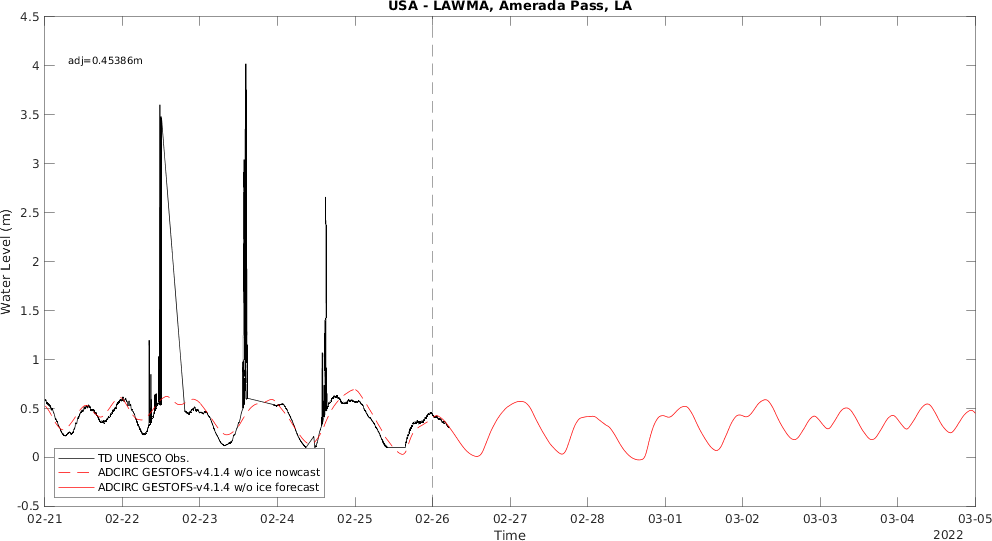 USA - LAWMA, Amerada Pass, LA
adj=0.45386m
4.5
4
3.5
3
2.5
2
1.5
1
0.5
0
-0.5
Water Level (m)
TD UNESCO Obs.
ADCIRC GESTOFS-v4.1.4 w/o ice nowcast
ADCIRC GESTOFS-v4.1.4 w/o ice forecast
02-21 02-22 02-23 02-24 02-25 02-26 02-27 02-28 03-01 03-02 03-03 03-04 03-05
Time
2022